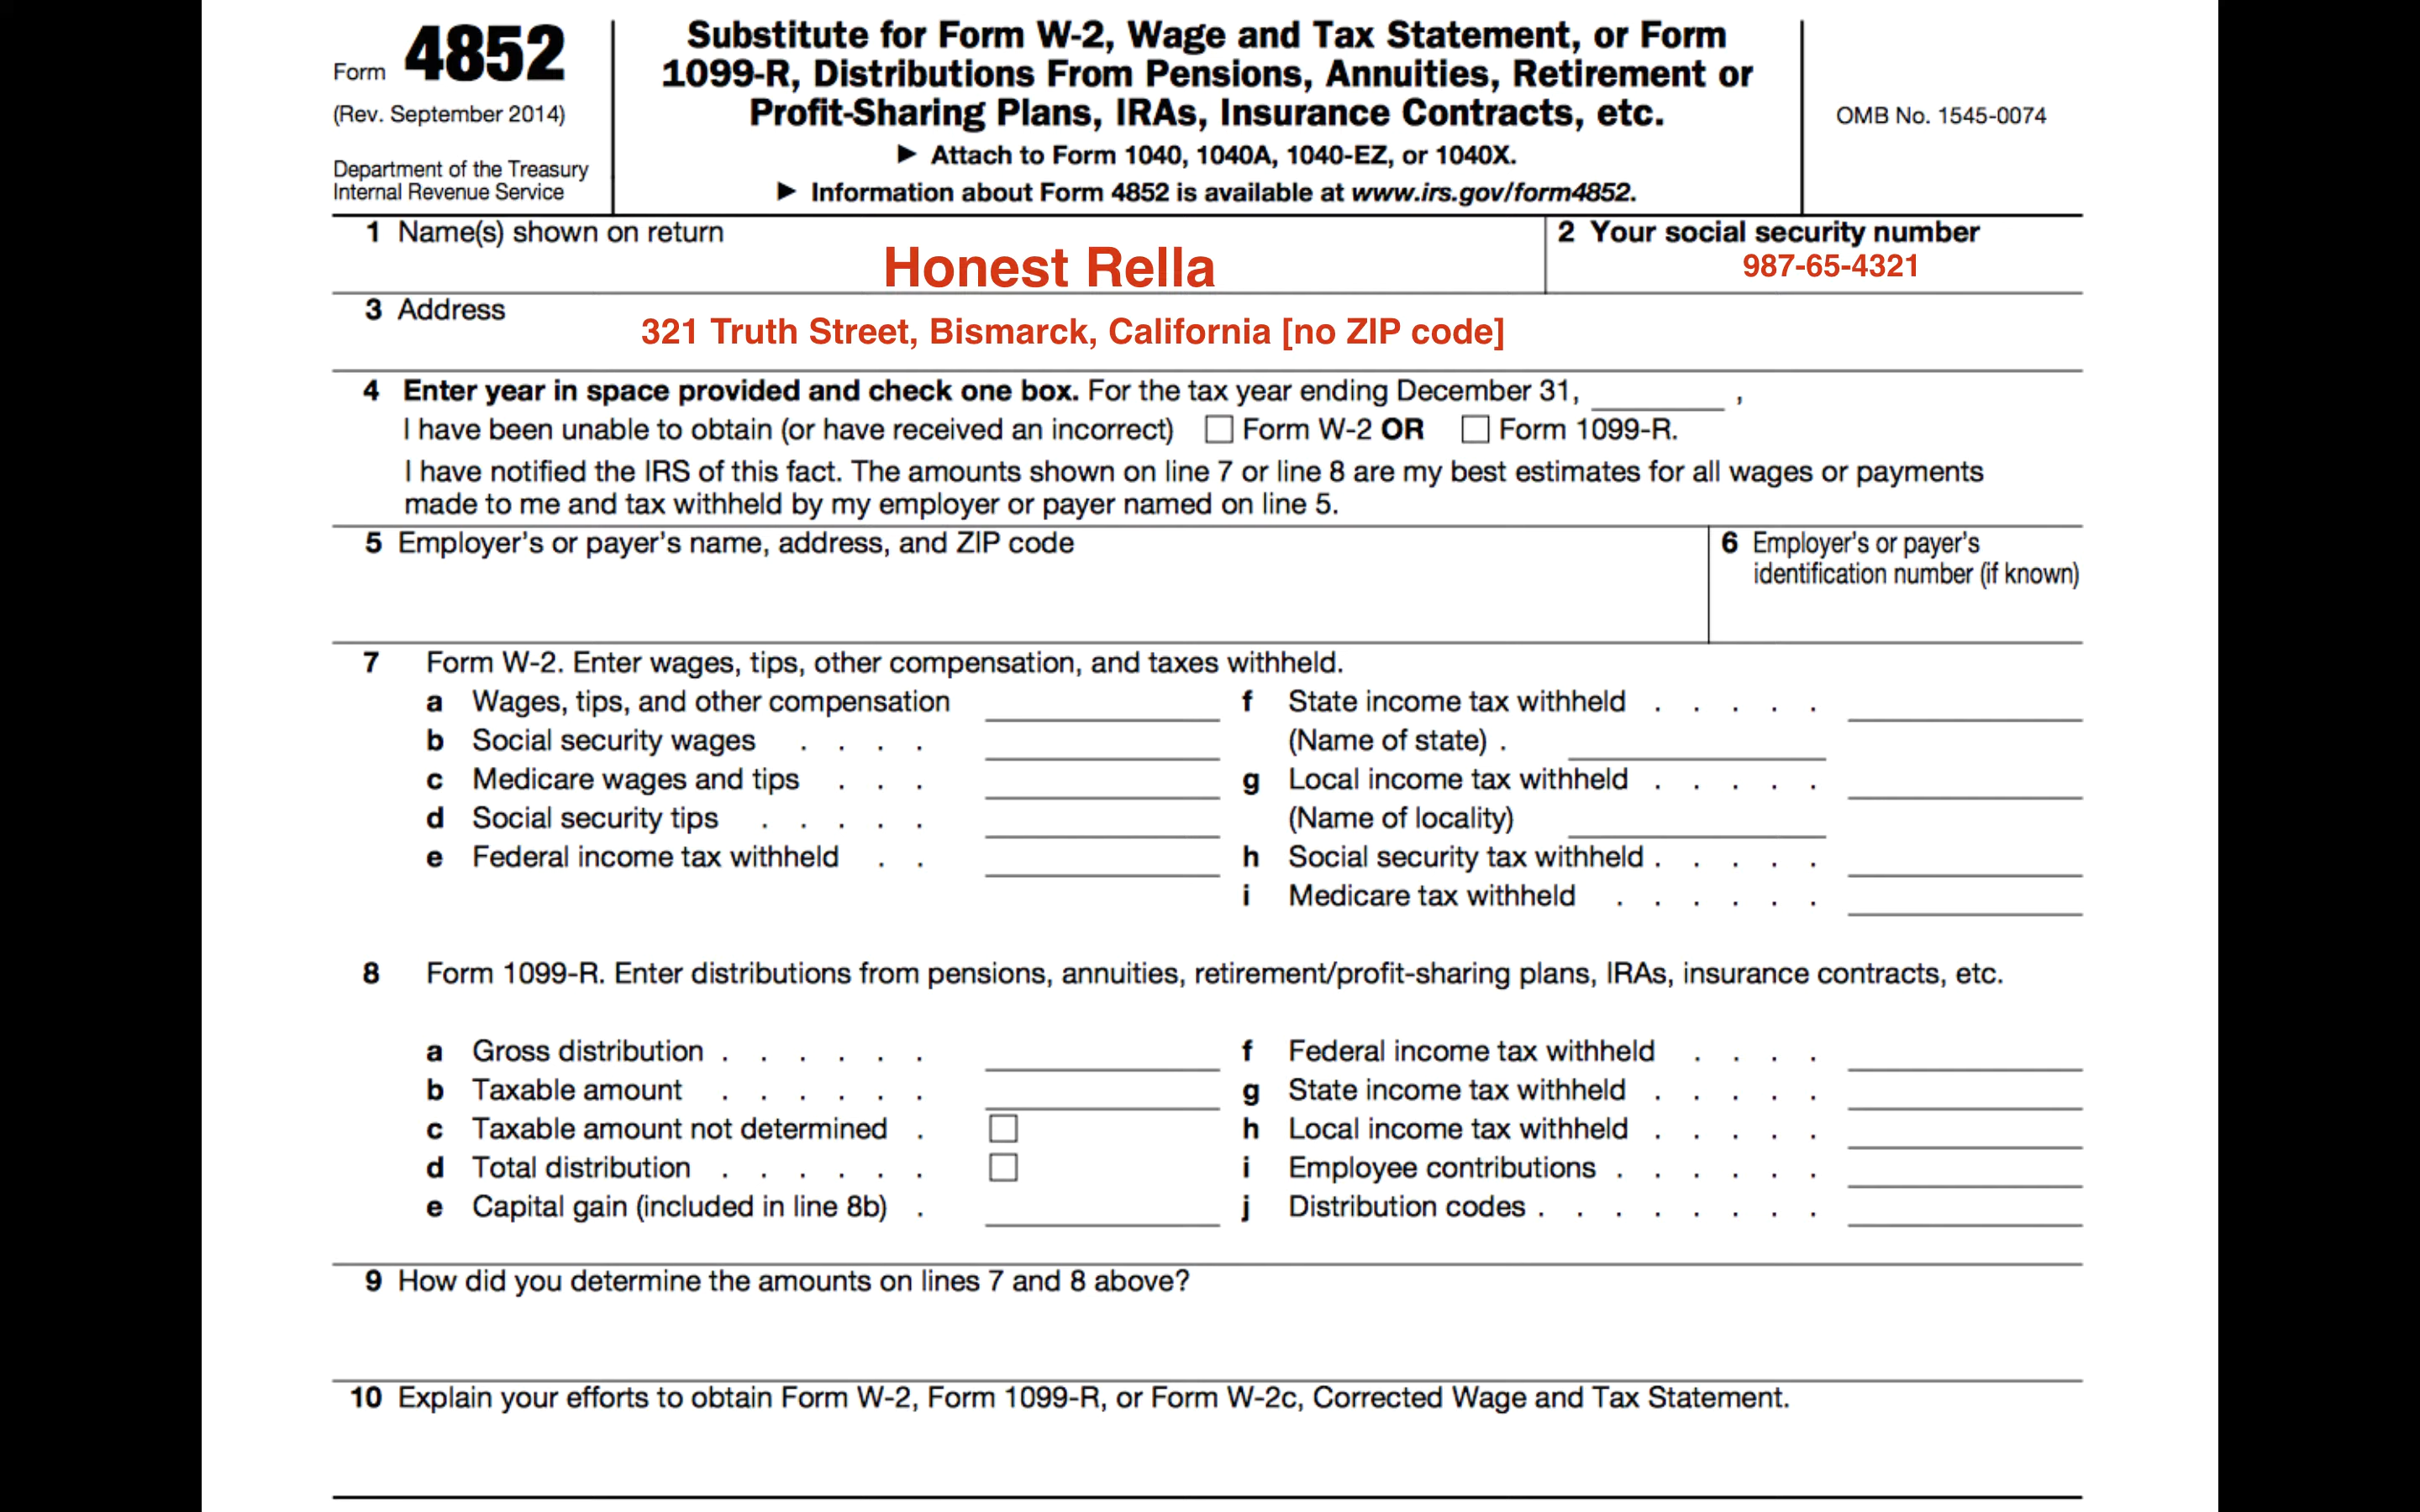 Form 4852
(Rev. September 2014)
Department of the Treasury
Internal Revenue Service
Substitute for Form W-2, Wage and Tax Statement, or Form
1099-R, Distributions From Pensions, Annuities, Retirement or
Profit-Sharing Plans, IRAs, Insurance Contracts, etc.
► Attach to Form 1040, 1040A, 1040-EZ, or 1040X.
► Information about Form 4852 is available at www.irs.gov/form4852.
OMB No. 1545-0074
1 Name(s) shown on return
Honest Rella
2 Your social security number
987-65-4321
3 Address
321 Truth Street, Bismarck, California [no ZIP code]
4 Enter year in space provided and check one box. For the tax year ending December 31, ________ ,
I have been unable to obtain (or have received an incorrect) ☐ Form W-2 OR ☐ Form 1099-R.
I have notified the IRS of this fact. The amounts shown on line 7 or line 8 are my best estimates for all wages or payments
made to me and tax withheld by my employer or payer named on line 5.
5 Employer's or payer's name, address, and ZIP code
6 Employer's or payer's
identification number (if known)
7 Form W-2. Enter wages, tips, other compensation, and taxes withheld.
a Wages, tips, and other compensation
b Social security wages . . . .
c Medicare wages and tips . . .
d Social security tips . . . . .
e Federal income tax withheld . .
f State income tax withheld . . . . .
(Name of state) .
g Local income tax withheld . . . . .
(Name of locality)
h Social security tax withheld . . . . .
i Medicare tax withheld . . . . . .
8 Form 1099-R. Enter distributions from pensions, annuities, retirement/profit-sharing plans, IRAs, insurance contracts, etc.
a Gross distribution . . . . . .
b Taxable amount . . . . . .
c Taxable amount not determined . ☐
d Total distribution . . . . . . ☐
e Capital gain (included in line 8b) .
f Federal income tax withheld . . . .
g State income tax withheld . . . . .
h Local income tax withheld . . . . .
i Employee contributions . . . . . .
j Distribution codes . . . . . . . .
9 How did you determine the amounts on lines 7 and 8 above?
10 Explain your efforts to obtain Form W-2, Form 1099-R, or Form W-2c, Corrected Wage and Tax Statement.